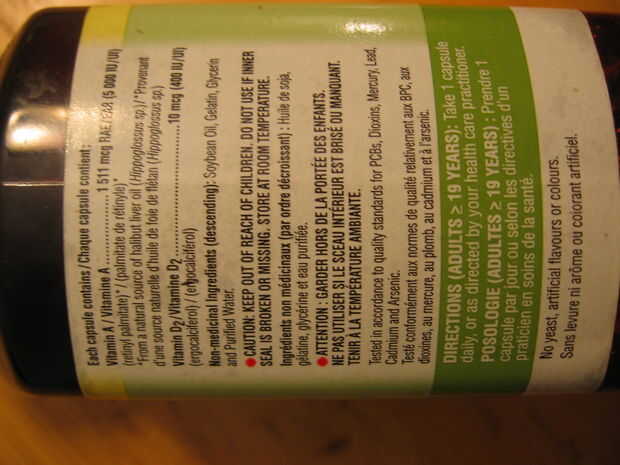 Each capsule contains / Chaque capsule contient :
Vitamin A / Vitamine A ........ 1 511 mcg RAE/ (5 000 IU/UI)
(retinyl palmitate)* / (palmitate de rétinyle)*
*From a natural source of halibut liver oil (Hippoglossus sp.) / *Provenant
d'une source naturelle d'huile de foie de flétan (Hippoglossus sp.)
Vitamin D2/Vitamine D2 ........ 10 mcg (400 IU/UI)
(ergocalciferol) / (ergocalciférol)
Non-medicinal Ingredients (descending): Soybean Oil, Gelatin, Glycerin
and Purified Water.
CAUTION: KEEP OUT OF REACH OF CHILDREN. DO NOT USE IF INNER
SEAL IS BROKEN OR MISSING. STORE AT ROOM TEMPERATURE.
Ingrédients non médicinaux (par ordre décroissant) : Huile de soja,
gélatine, glycérine et eau purifiée.
ATTENTION : GARDER HORS DE LA PORTÉE DES ENFANTS.
NE PAS UTILISER SI LE SCEAU INTÉRIEUR EST BRISÉ OU MANQUANT.
TENIR À LA TEMPÉRATURE AMBIANTE.
Tested in accordance to quality standards for PCBs, Dioxins, Mercury, Lead,
Cadmium and Arsenic.
Testé conformément aux normes de qualité relativement aux BPC, aux
dioxines, au mercure, au plomb, au cadmium et à l'arsenic.
DIRECTIONS (ADULTS ≥ 19 YEARS): Take 1 capsule
daily, or as directed by your health care practitioner.
POSOLOGIE (ADULTES ≥ 19 YEARS) : Prendre 1
capsule par jour ou selon les directives d'un
praticien en soins de la santé.
No yeast, artificial flavours or colours.
Sans levure ni arôme ou colorant artificiel.